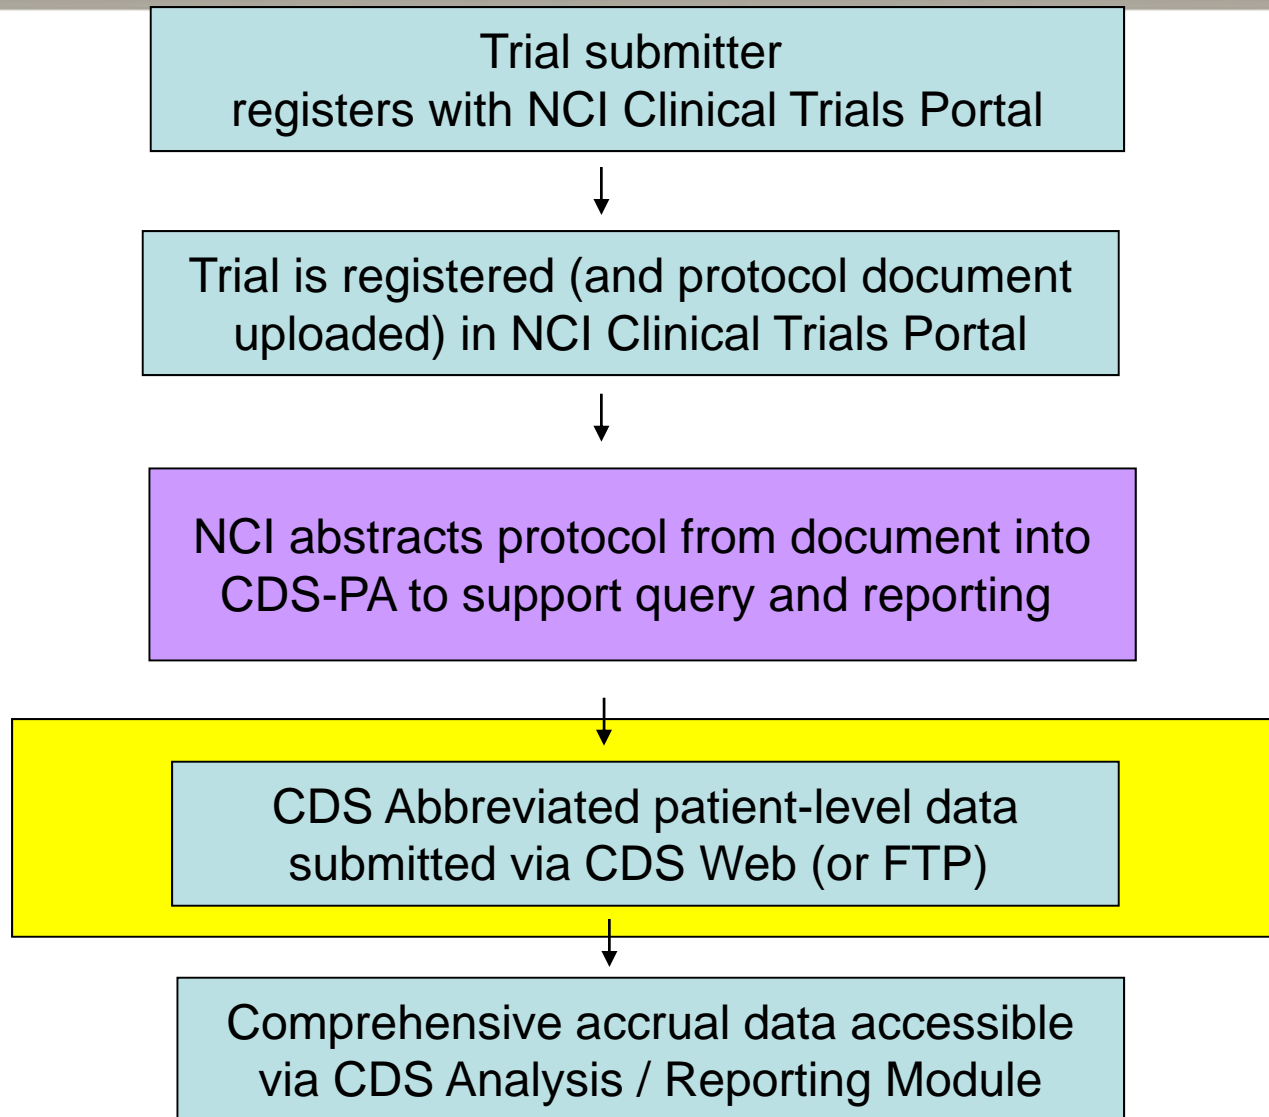 Trial submitter
registers with NCI Clinical Trials Portal
Trial is registered (and protocol document
uploaded) in NCI Clinical Trials Portal
NCI abstracts protocol from document into
CDS-PA to support query and reporting
CDS Abbreviated patient-level data
submitted via CDS Web (or FTP)
Comprehensive accrual data accessible
via CDS Analysis / Reporting Module